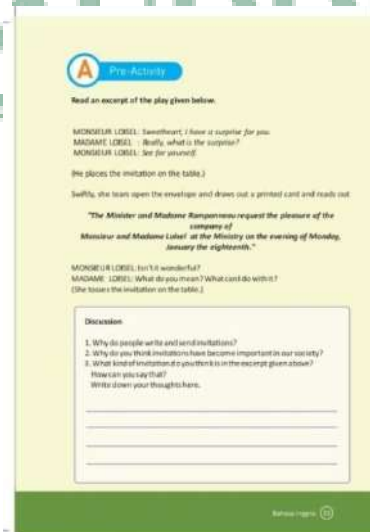 A Pre-Activity
Read an excerpt of the play given below.
MONSIEUR LOISEL: Sweetheart, I have a surprise for you.
MADAME LOISEL : Really, what is the surprise?
MONSIEUR LOISEL: See for yourself.
(He places the invitation on the table.)
Swiftly, she tears open the envelope and draws out a printed card and reads out
"The Minister and Madame Ramponneau request the pleasure of the
company of
Monsieur and Madame Loisel at the Ministry on the evening of Monday,
January the eighteenth."
MONSIEUR LOISEL: Isn't it wonderful?
MADAME LOISEL: What do you mean? What can I do with it?
(She tosses the invitation on the table.)
Discussion
1. Why do people write and send invitations?
2. Why do you think invitations have become important in our society?
3. What kind of invitation do you think is in the excerpt given above?
How can you say that?
Write down your thoughts here.
Bahasa Inggris